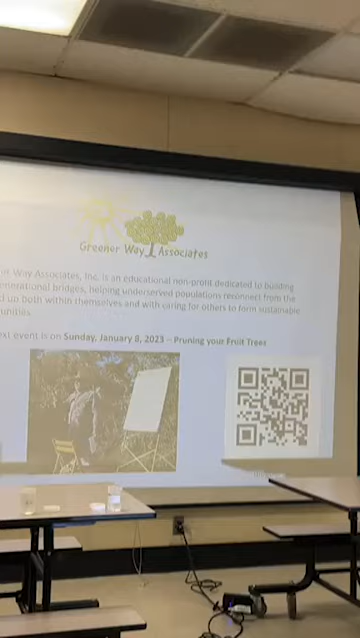 Greener Way Associates
Way Associates, Inc. is an educational non-profit dedicated to building
generational bridges, helping underserved populations reconnect from the
up both within themselves and with caring for others to form sustainable
event is on Sunday, January 8, 2023 – Pruning your Fruit Trees